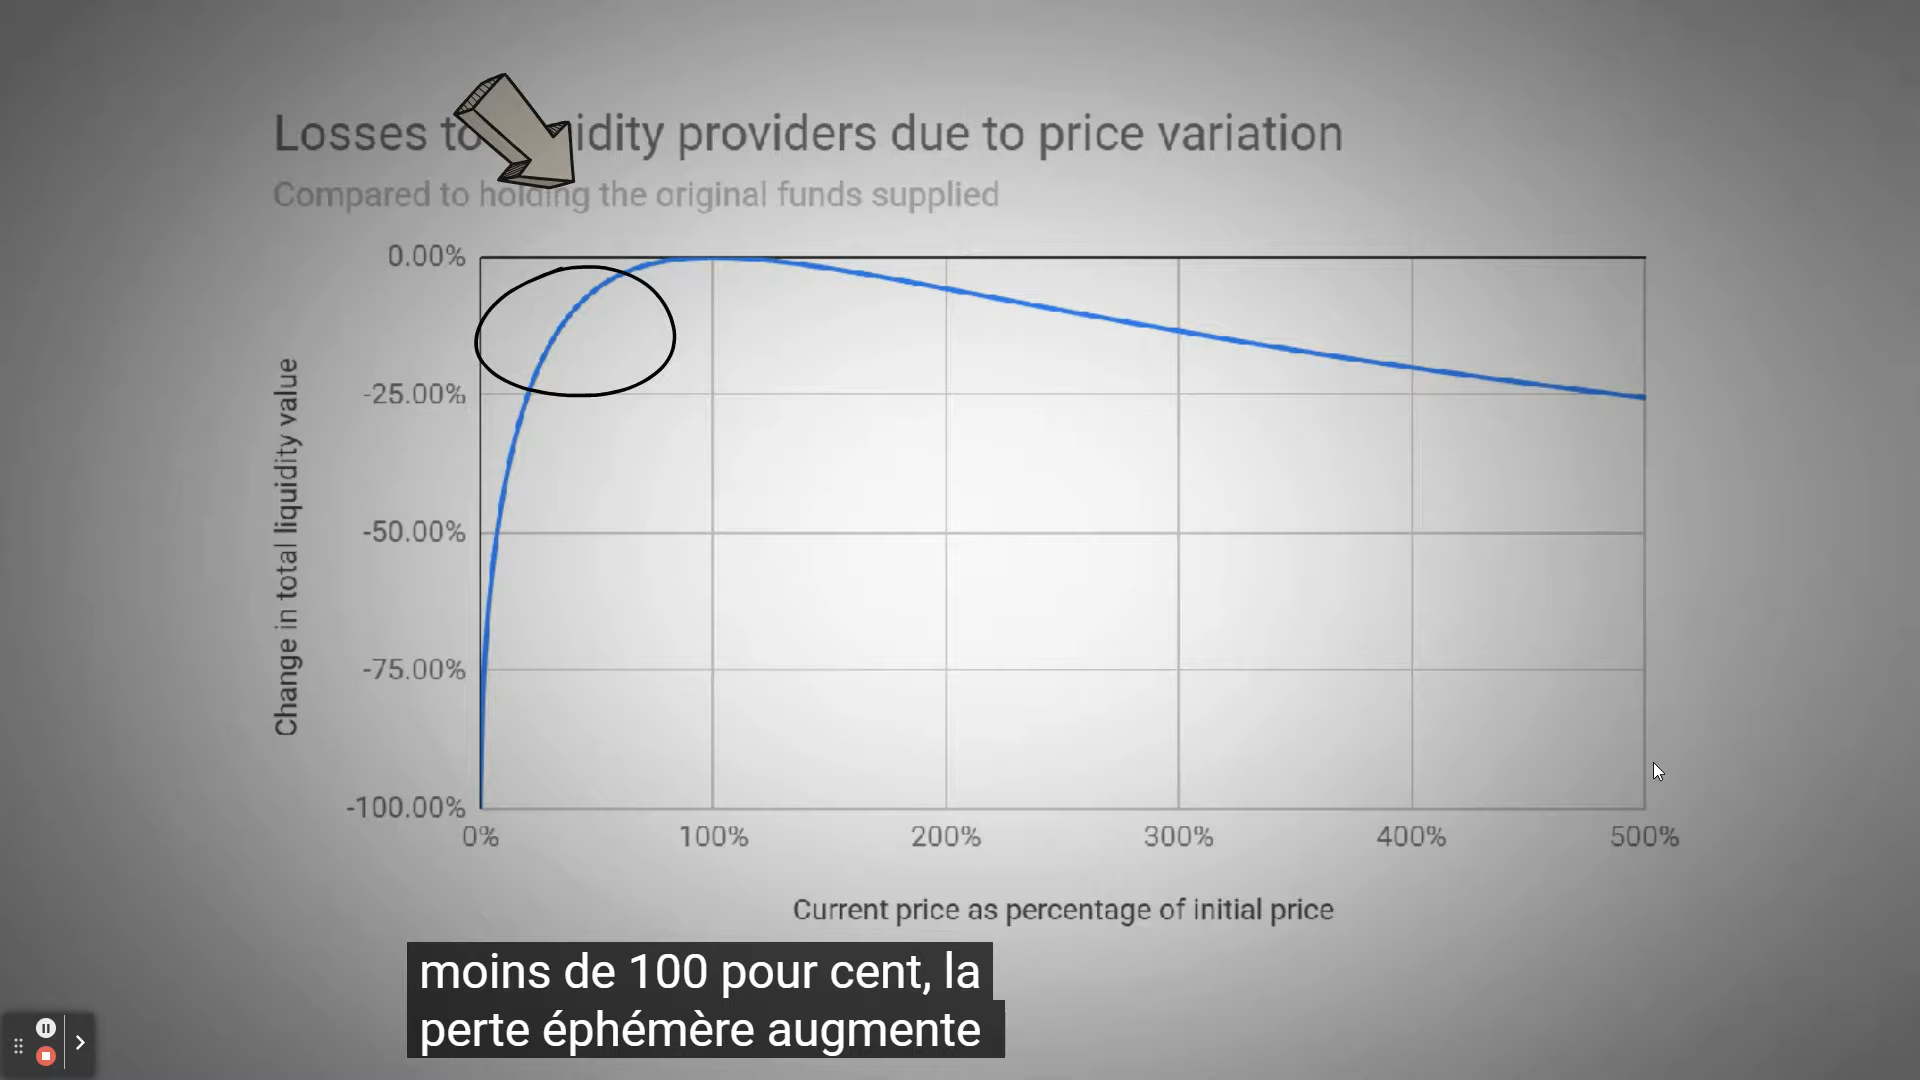 Losses to idity providers due to price variation
Compared to holding the original funds supplied
Change in total liquidity value
0.00%
-25.00%
-50.00%
-75.00%
-100.00%
0% 100% 200% 300% 400% 500%
Current price as percentage of initial price
moins de 100 pour cent, la
perte éphémère augmente